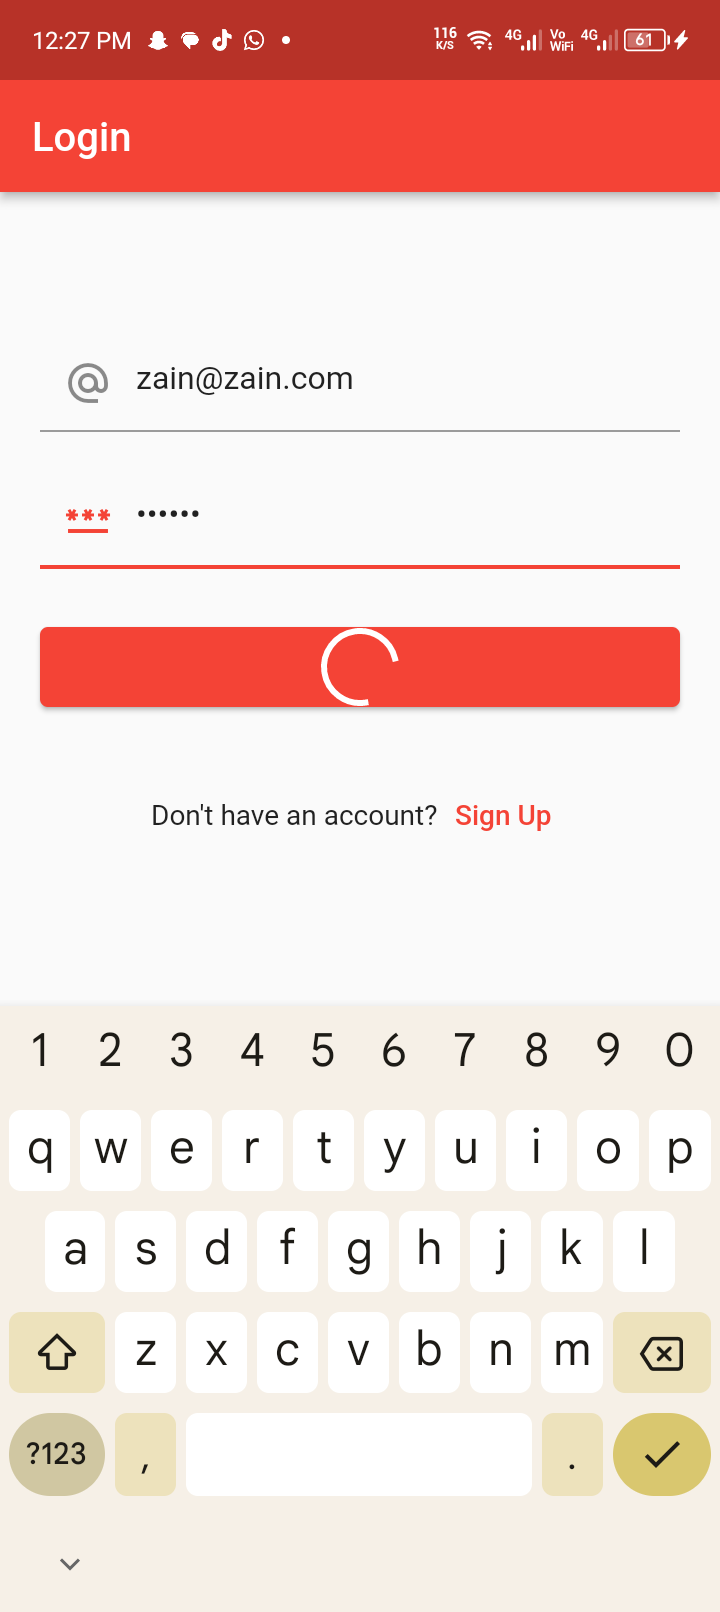 12:27 PM 116 K/S 4G Vo WiFi 4G 61
Login
zain@zain.com
*** ••••••
Don't have an account? Sign Up
1 2 3 4 5 6 7 8 9 0
q w e r t y u i o p
a s d f g h j k l
z x c v b n m
?123 , .